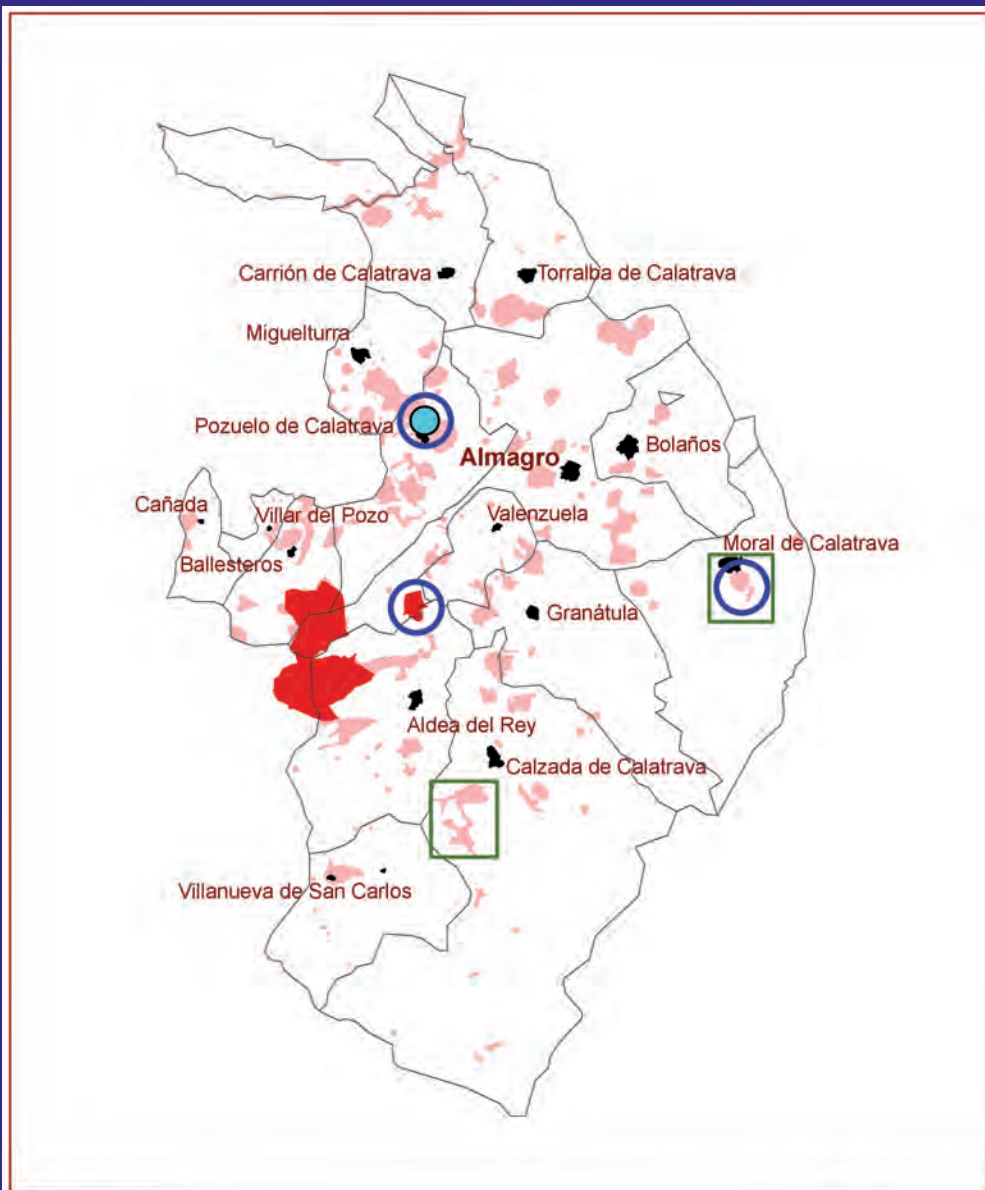 Carrión de Calatrava
Torralba de Calatrava
Miguelturra
Pozuelo de Calatrava
Almagro
Bolaños
Cañada
Villar del Pozo
Valenzuela
Ballesteros
Moral de Calatrava
Granátula
Aldea del Rey
Calzada de Calatrava
Villanueva de San Carlos